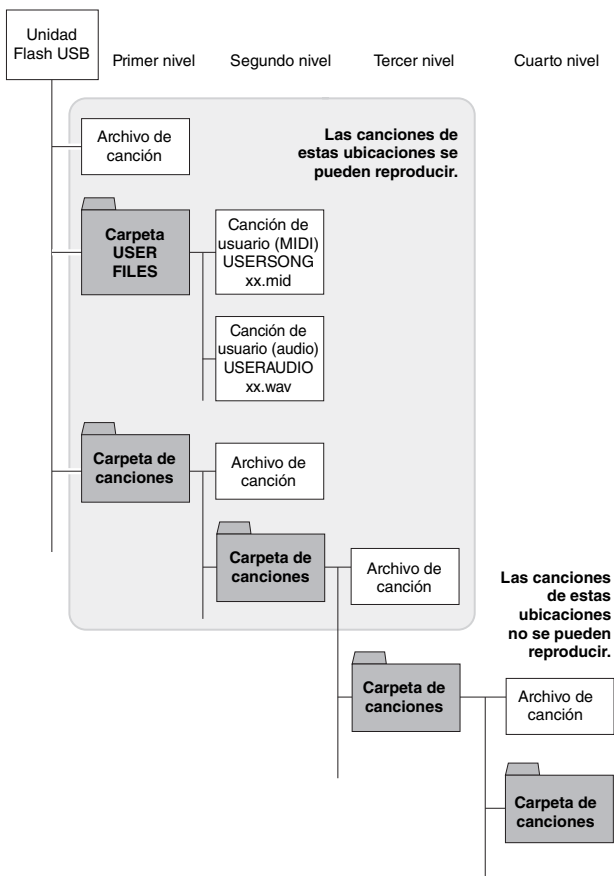 Unidad
Flash USB
Primer nivel
Segundo nivel
Tercer nivel
Cuarto nivel
Archivo de
canción
Las canciones de
estas ubicaciones se
pueden reproducir.
Carpeta
USER
FILES
Canción de
usuario (MIDI)
USERSONG
xx.mid
Canción de
usuario (audio)
USERAUDIO
xx.wav
Carpeta de
canciones
Archivo de
canción
Carpeta de
canciones
Archivo de
canción
Las canciones
de estas
ubicaciones
no se pueden
reproducir.
Carpeta de
canciones
Archivo de
canción
Carpeta de
canciones